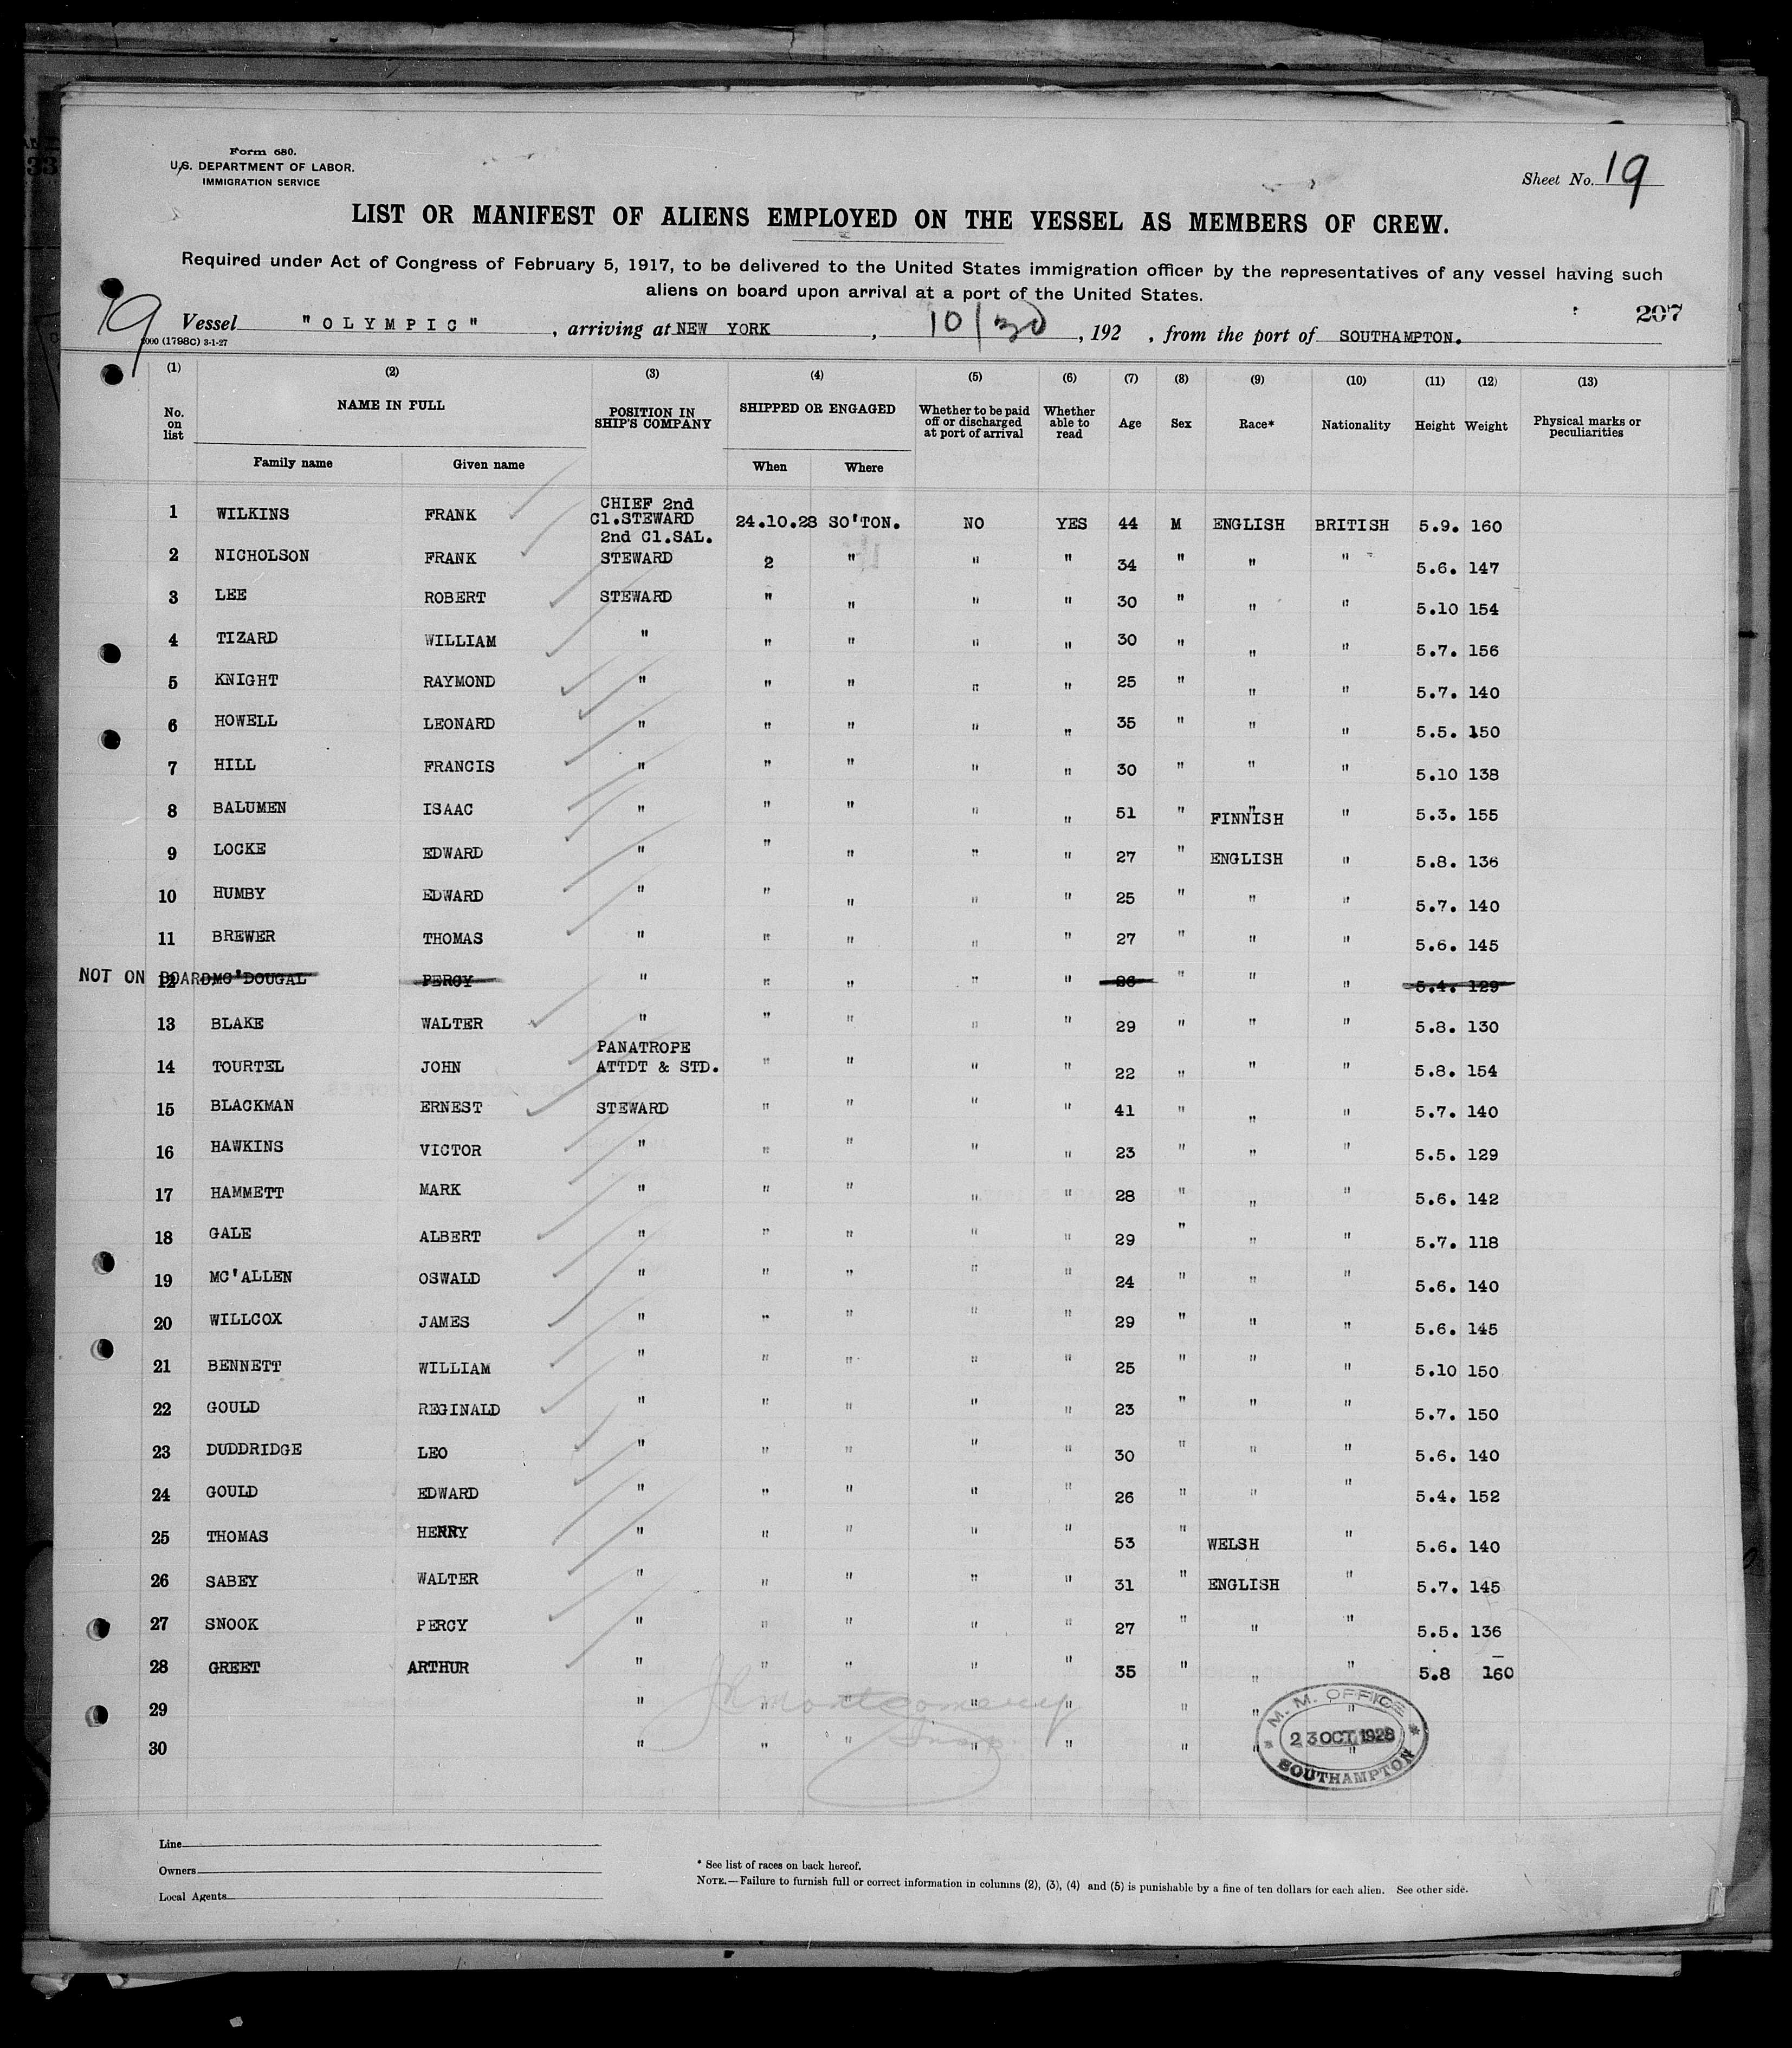 Form 680.
U.S. DEPARTMENT OF LABOR.
IMMIGRATION SERVICE
Sheet No. 19
LIST OR MANIFEST OF ALIENS EMPLOYED ON THE VESSEL AS MEMBERS OF CREW.
Required under Act of Congress of February 5, 1917, to be delivered to the United States immigration officer by the representatives of any vessel having such
aliens on board upon arrival at a port of the United States.
207
19 Vessel "OLYMPIC", arriving at NEW YORK, 10/30, 192 , from the port of SOUTHAMPTON.
(1798C) 3-1-27
(1) (2) (3) (4) (5) (6) (7) (8) (9) (10) (11) (12) (13)
No. on list NAME IN FULL POSITION IN SHIP'S COMPANY SHIPPED OR ENGAGED Whether to be paid off or discharged at port of arrival Whether able to read Age Sex Race* Nationality Height Weight Physical marks or peculiarities
Family name Given name When Where
1 WILKINS FRANK CHIEF 2nd Cl.STEWARD 24.10.28 SO'TON. NO YES 44 M ENGLISH BRITISH 5.9. 160
2 NICHOLSON FRANK 2nd Cl.SAL. STEWARD 2 " " " 34 " " " 5.6. 147
3 LEE ROBERT STEWARD " " " " 30 " " " 5.10 154
4 TIZARD WILLIAM " " " " " 30 " " " 5.7. 156
5 KNIGHT RAYMOND " " " " " 25 " " " 5.7. 140
6 HOWELL LEONARD " " " " " 35 " " " 5.5. 150
7 HILL FRANCIS " " " " " 30 " " " 5.10 138
8 BALUMEN ISAAC " " " " " 51 " " FINNISH " 5.3. 155
9 LOCKE EDWARD " " " " " 27 " ENGLISH " 5.8. 136
10 HUMBY EDWARD " " " " " 25 " " " 5.7. 140
11 BREWER THOMAS " " " " " 27 " " " 5.6. 145
NOT ON BOARD 12 MC'DOUGAL PERCY " " " " " 26 " " " 5.4. 129
13 BLAKE WALTER " " " " " 29 " " " 5.8. 130
14 TOURTEL JOHN PANATROPE ATTDT & STD. " " " " 22 " " " 5.8. 154
15 BLACKMAN ERNEST STEWARD " " " " 41 " " " 5.7. 140
16 HAWKINS VICTOR " " " " " 23 " " " 5.5. 129
17 HAMMETT MARK " " " " " 28 " " " 5.6. 142
18 GALE ALBERT " " " " " 29 " " " 5.7. 118
19 MC'ALLEN OSWALD " " " " " 24 " " " 5.6. 140
20 WILLCOX JAMES " " " " " 29 " " " 5.6. 145
21 BENNETT WILLIAM " " " " " 25 " " " 5.10 150
22 GOULD REGINALD " " " " " 23 " " " 5.7. 150
23 DUDDRIDGE LEO " " " " " 30 " " " 5.6. 140
24 GOULD EDWARD " " " " " 26 " " " 5.4. 152
25 THOMAS HENRY " " " " " 53 " WELSH " 5.6. 140
26 SABEY WALTER " " " " " 31 " ENGLISH " 5.7. 145
27 SNOOK PERCY " " " " " 27 " " " 5.5. 136
28 GREET ARTHUR " " " " " 35 " " " 5.8 160
29 " " " " " " " "
30 " " " " " " " "
Montgomery
M. M. OFFICE
23 OCT 1928
SOUTHAMPTON
Line
Owners
Local Agents
* See list of races on back hereof.
NOTE.—Failure to furnish full or correct information in columns (2), (3), (4) and (5) is punishable by a fine of ten dollars for each alien. See other side.